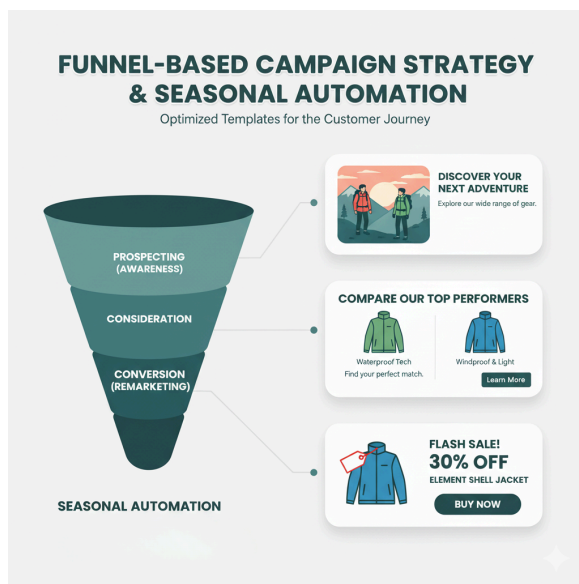 FUNNEL-BASED CAMPAIGN STRATEGY
& SEASONAL AUTOMATION
Optimized Templates for the Customer Journey
PROSPECTING
(AWARENESS)
CONSIDERATION
CONVERSION
(REMARKETING)
SEASONAL AUTOMATION
DISCOVER YOUR
NEXT ADVENTURE
Explore our wide range of gear.
COMPARE OUR TOP PERFORMERS
Waterproof Tech
Find your perfect match.
Windproof & Light
Learn More
FLASH SALE!
30% OFF
ELEMENT SHELL JACKET
BUY NOW